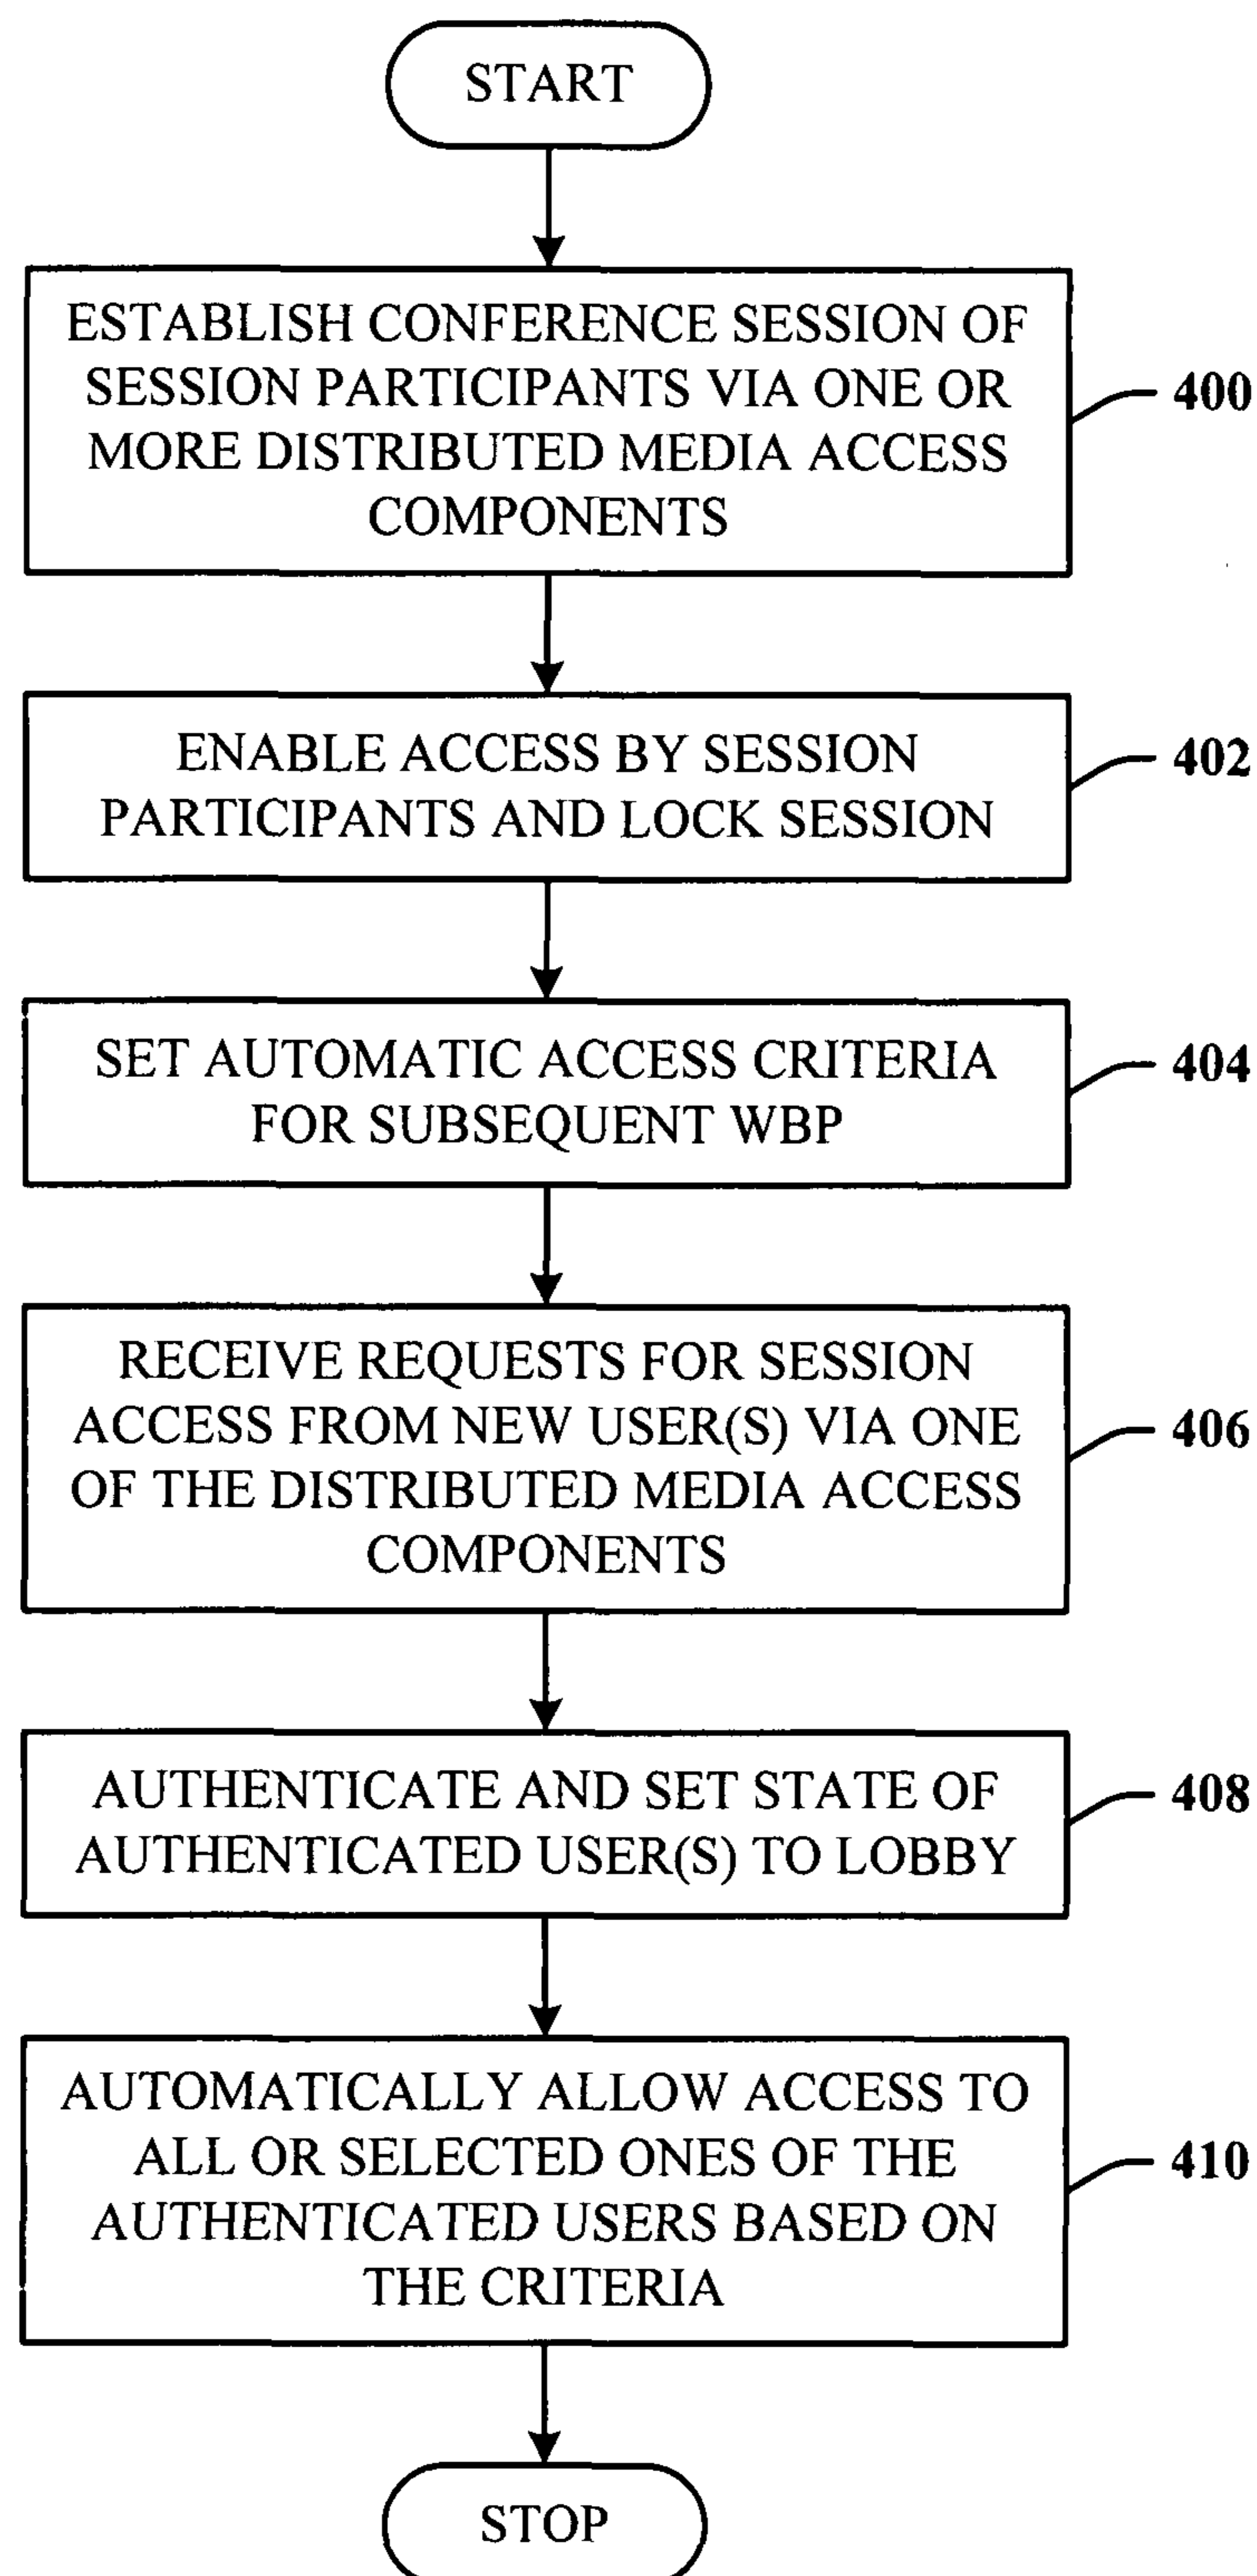 START
ESTABLISH CONFERENCE SESSION OF
SESSION PARTICIPANTS VIA ONE OR
MORE DISTRIBUTED MEDIA ACCESS
COMPONENTS
400
ENABLE ACCESS BY SESSION
PARTICIPANTS AND LOCK SESSION
402
SET AUTOMATIC ACCESS CRITERIA
FOR SUBSEQUENT WBP
404
RECEIVE REQUESTS FOR SESSION
ACCESS FROM NEW USER(S) VIA ONE
OF THE DISTRIBUTED MEDIA ACCESS
COMPONENTS
406
AUTHENTICATE AND SET STATE OF
AUTHENTICATED USER(S) TO LOBBY
408
AUTOMATICALLY ALLOW ACCESS TO
ALL OR SELECTED ONES OF THE
AUTHENTICATED USERS BASED ON
THE CRITERIA
410
STOP